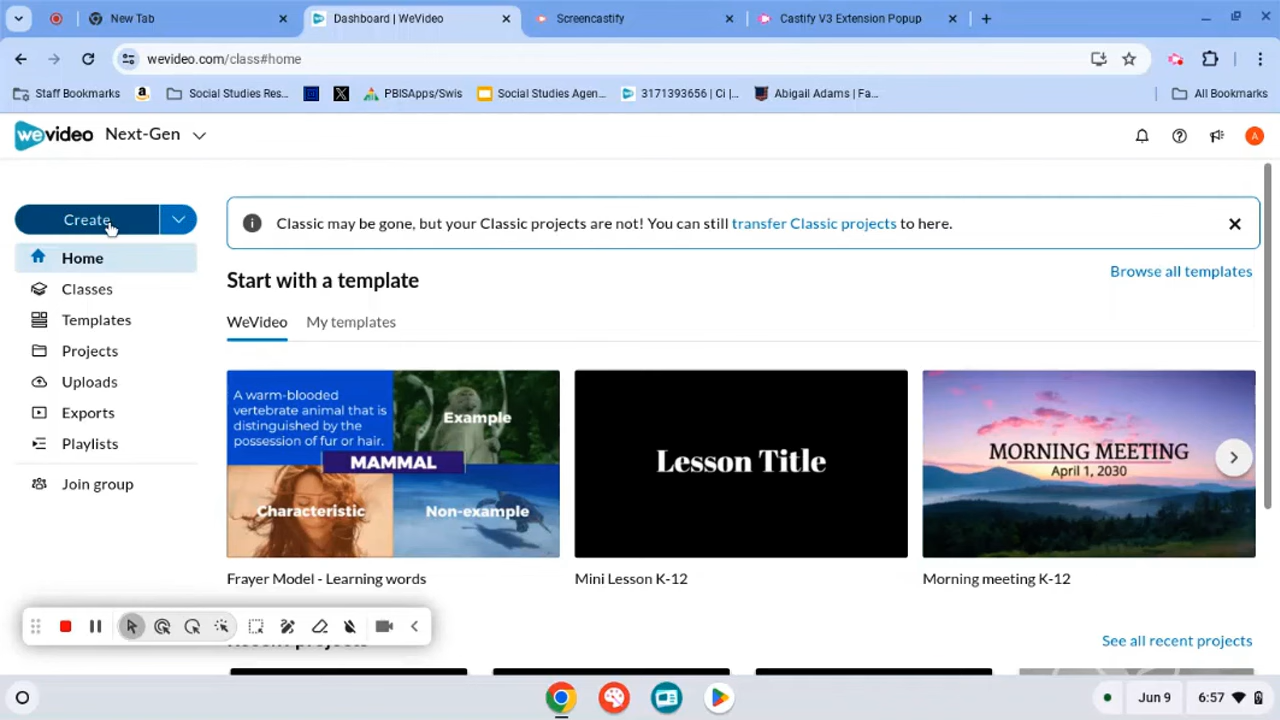 New Tab
Dashboard | WeVideo
Screencastify
Castify V3 Extension Popup
wevideo.com/class#home
Staff Bookmarks
Social Studies Res...
PBISApps/Swis
Social Studies Agen...
3171393656 | Ci |...
Abigail Adams | Fa...
All Bookmarks
wevideo
Next-Gen
A
Create
Classic may be gone, but your Classic projects are not! You can still transfer Classic projects to here.
Home
Classes
Templates
Projects
Uploads
Exports
Playlists
Join group
Start with a template
Browse all templates
WeVideo
My templates
A warm-blooded
vertebrate animal that is
distinguished by the
possession of fur or hair.
Example
MAMMAL
Characteristic
Non-example
Lesson Title
MORNING MEETING
April 1, 2030
Frayer Model - Learning words
Mini Lesson K-12
Morning meeting K-12
Recent projects
See all recent projects
Jun 9
6:57